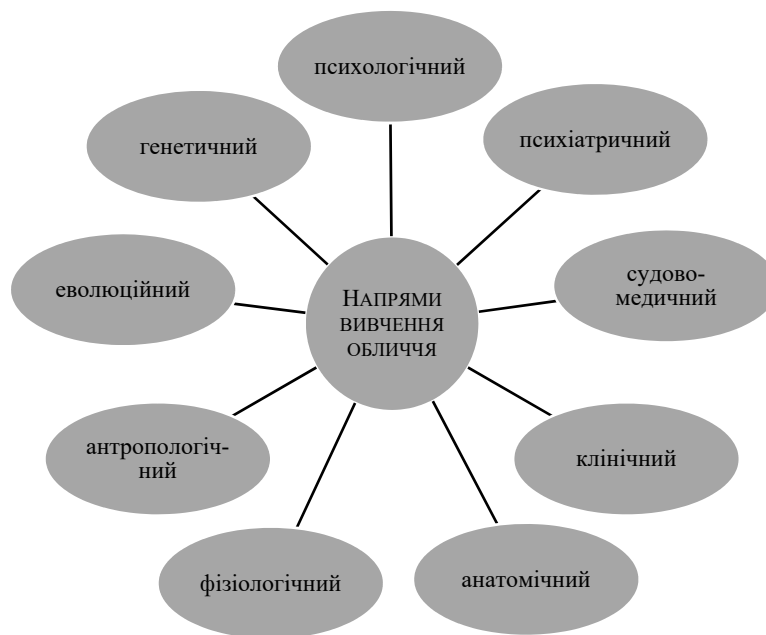 психологічний
психіатричний
судово-
медичний
клінічний
анатомічний
фізіологічний
антропологіч-
ний
еволюційний
генетичний
НАПРЯМИ
ВИВЧЕННЯ
ОБЛИЧЧЯ